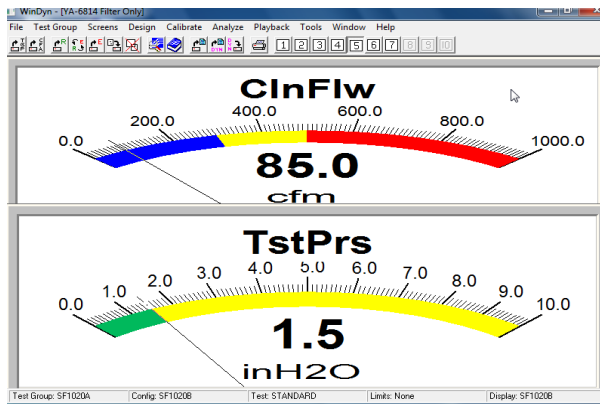 WinDyn - [YA-6814 Filter Only]
File Test Group Screens Design Calibrate Analyze Playback Tools Window Help
1 2 3 4 5 6 7 8 9 10
ClnFlw
0.0 200.0 400.0 600.0 800.0 1000.0
85.0
cfm
TstPrs
0.0 1.0 2.0 3.0 4.0 5.0 6.0 7.0 8.0 9.0 10.0
1.5
inH2O
Test Group: SF1020A Config: SF1020B Test: STANDARD Limits: None Display: SF1020B